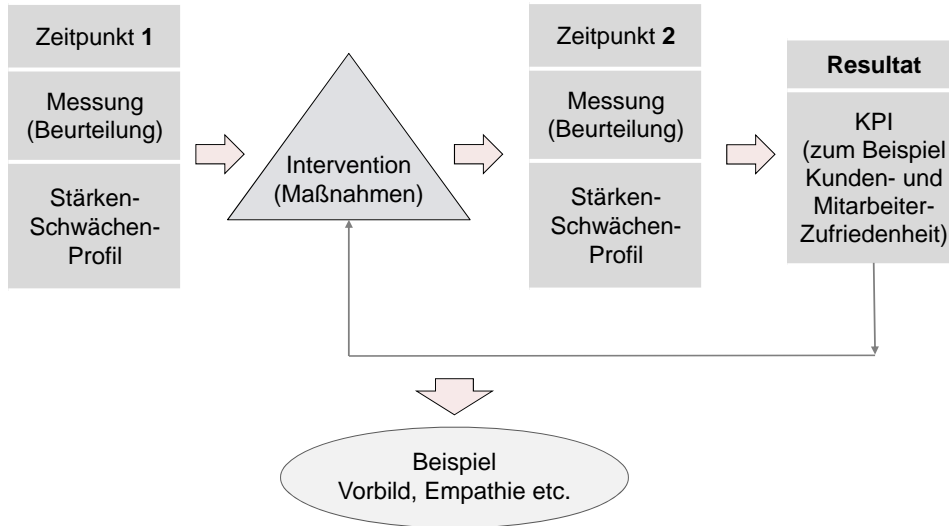 Zeitpunkt 1
Messung
(Beurteilung)
Stärken-
Schwächen-
Profil
Intervention
(Maßnahmen)
Zeitpunkt 2
Messung
(Beurteilung)
Stärken-
Schwächen-
Profil
Resultat
KPI
(zum Beispiel
Kunden- und
Mitarbeiter-
Zufriedenheit)
Beispiel
Vorbild, Empathie etc.